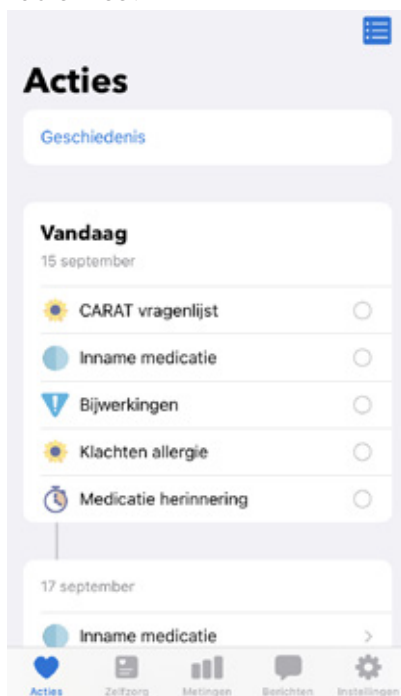 Acties
Geschiedenis
Vandaag
15 september
CARAT vragenlijst
Inname medicatie
Bijwerkingen
Klachten allergie
Medicatie herinnering
17 september
Inname medicatie
Acties Zelfzorg Metingen Berichten Instellingen